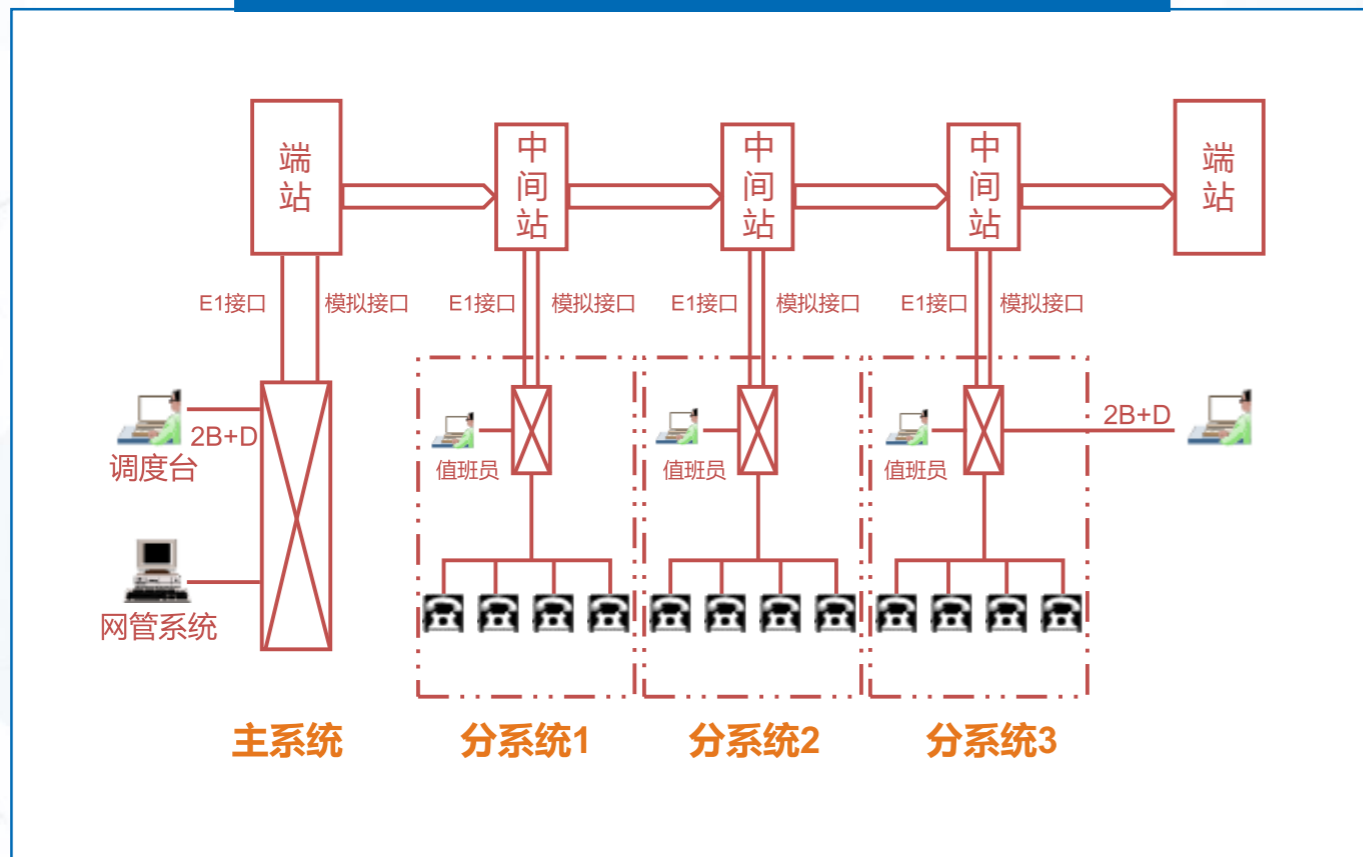 端站
中间站
中间站
中间站
端站
E1接口
模拟接口
E1接口
模拟接口
E1接口
模拟接口
E1接口
模拟接口
2B+D
调度台
值班员
值班员
值班员
2B+D
网管系统
主系统
分系统1
分系统2
分系统3